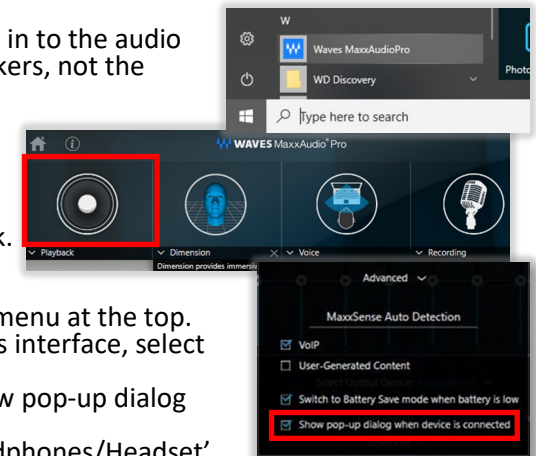 in to the audio
kers, not the
W
Waves MaxxAudioPro
WD Discovery
Type here to search
Photo
WAVES MaxxAudio® Pro
Playback
Dimension
Voice
Recording
Dimension provides immersi
k.
menu at the top.
s interface, select
w pop-up dialog
dphones/Headset'
Advanced
MaxxSense Auto Detection
VoIP
User-Generated Content
Switch to Battery Save mode when battery is low
Show pop-up dialog when device is connected